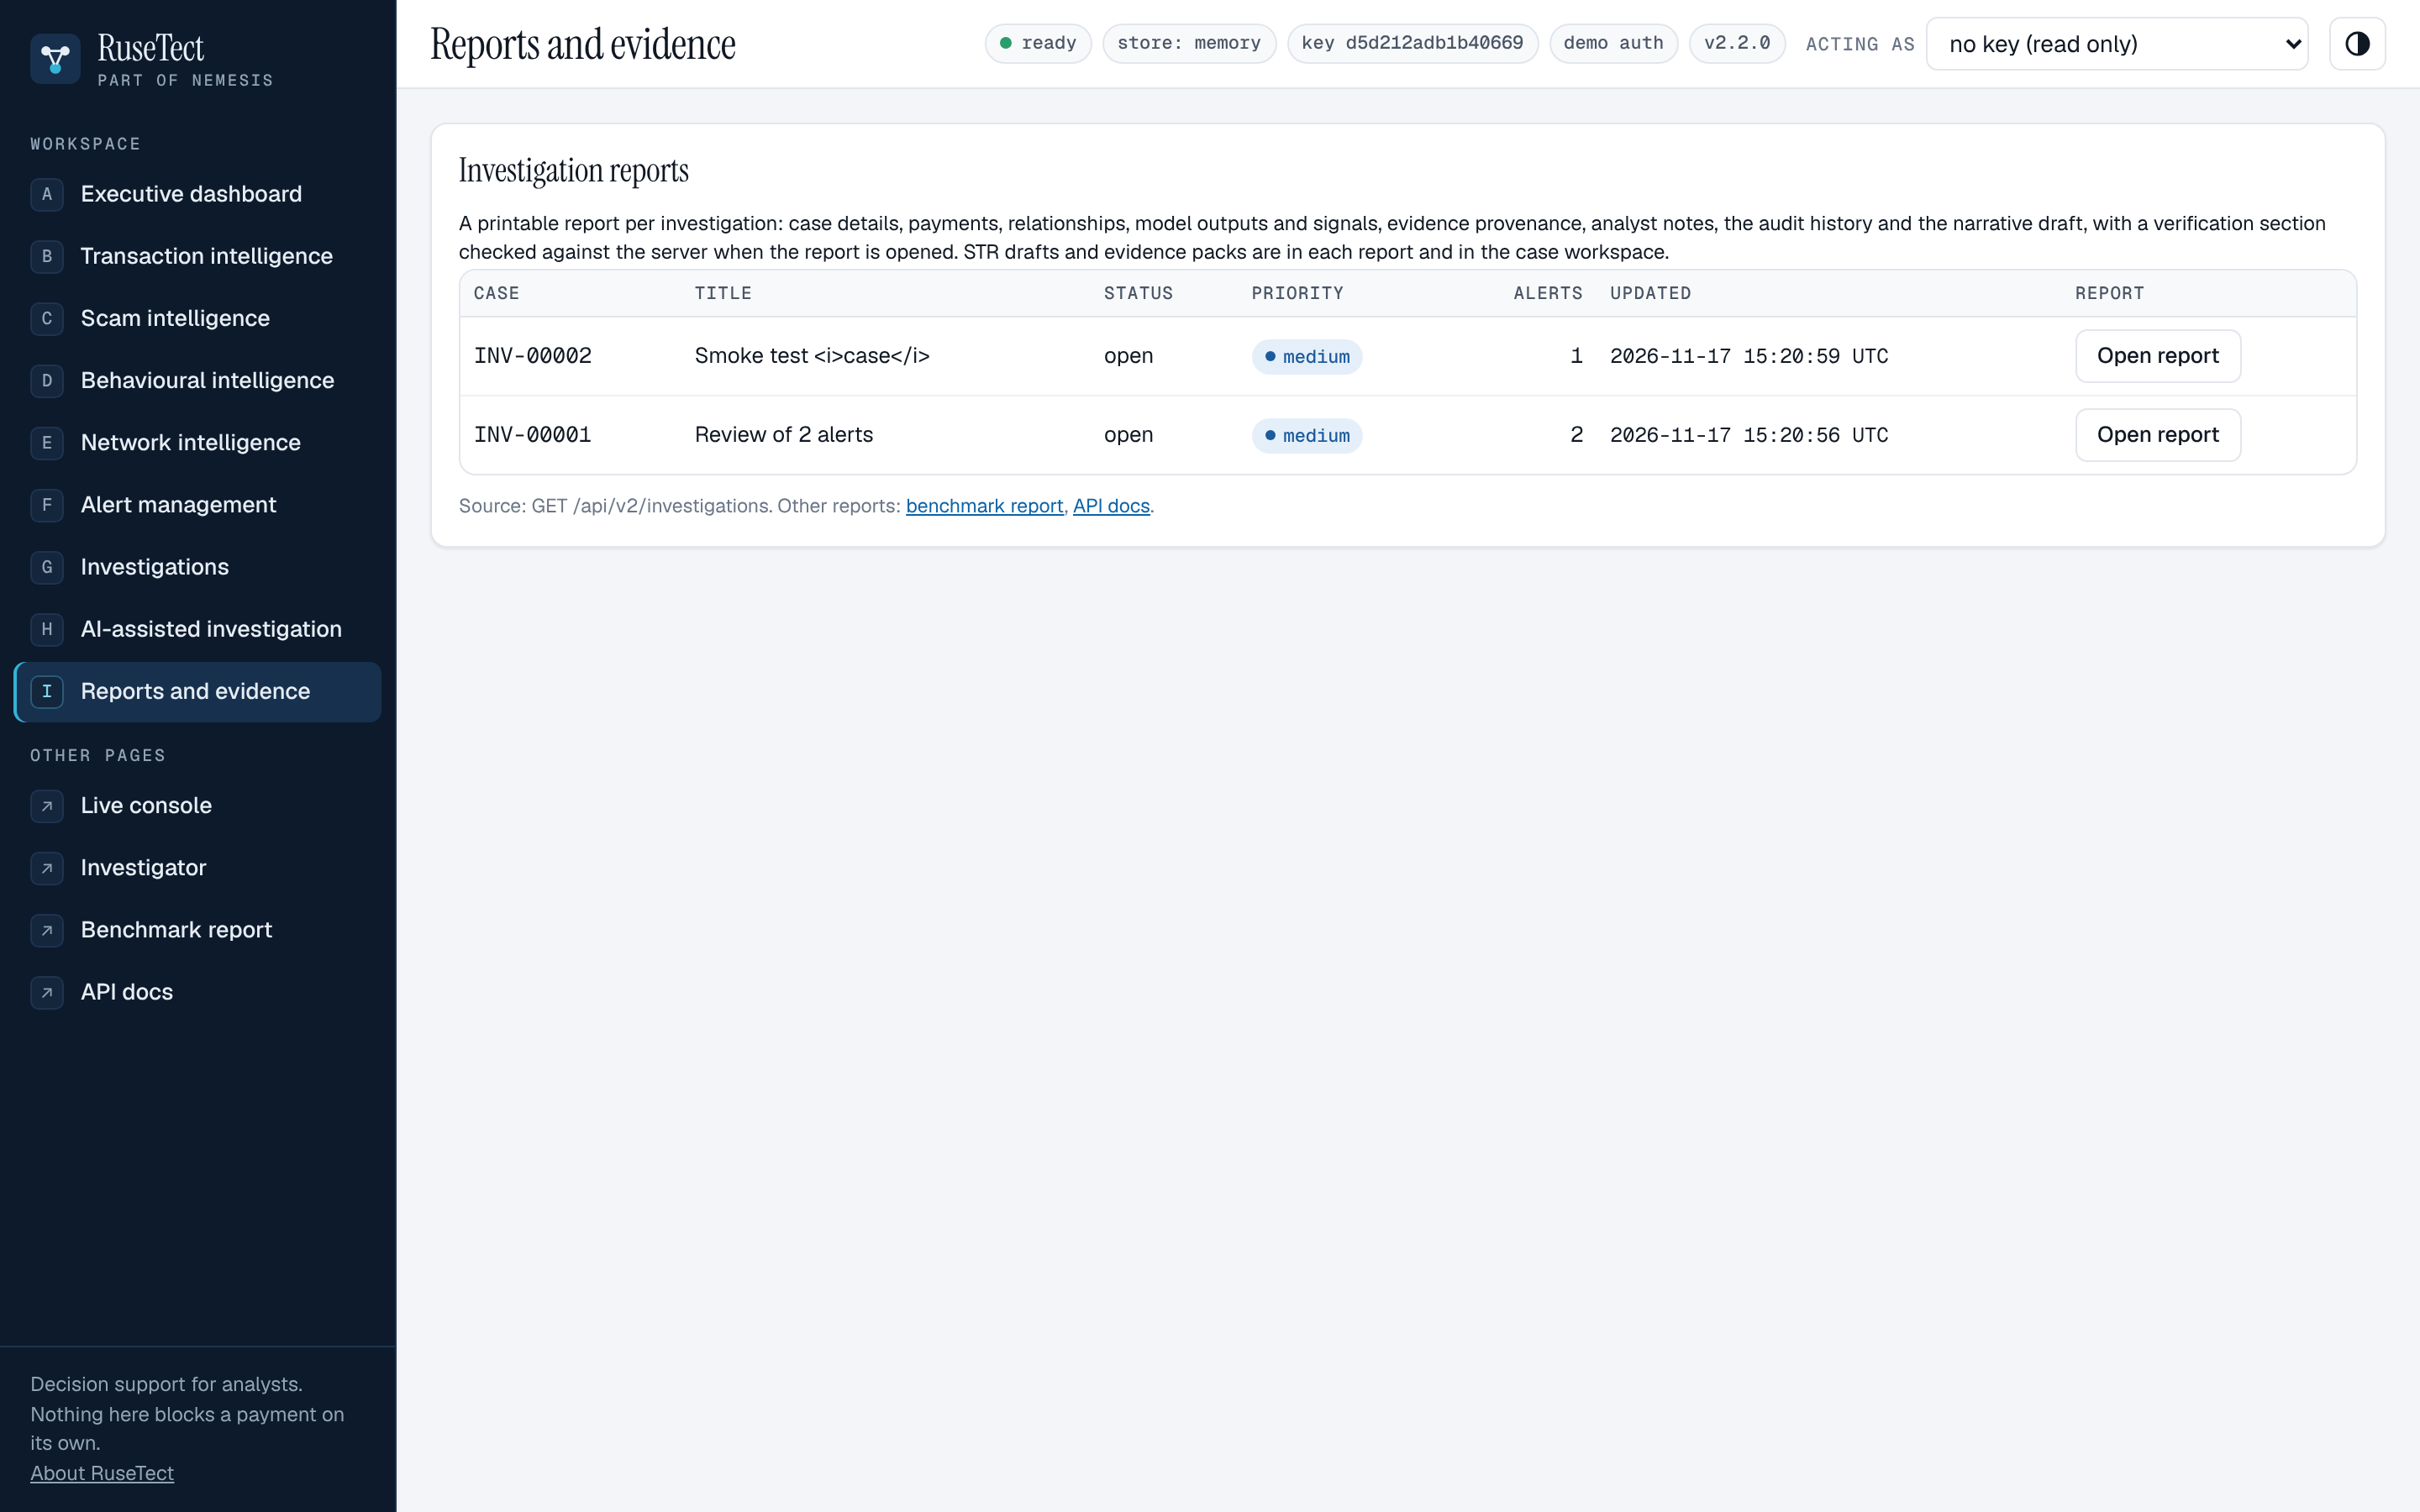 RuseTect
PART OF NEMESIS
WORKSPACE
A Executive dashboard
B Transaction intelligence
C Scam intelligence
D Behavioural intelligence
E Network intelligence
F Alert management
G Investigations
H AI-assisted investigation
I Reports and evidence
OTHER PAGES
Live console
Investigator
Benchmark report
API docs
Decision support for analysts.
Nothing here blocks a payment on
its own.
About RuseTect
Reports and evidence
ready store: memory key d5d212adb1b40669 demo auth v2.2.0 ACTING AS no key (read only)
Investigation reports
A printable report per investigation: case details, payments, relationships, model outputs and signals, evidence provenance, analyst notes, the audit history and the narrative draft, with a verification section
checked against the server when the report is opened. STR drafts and evidence packs are in each report and in the case workspace.
CASE TITLE STATUS PRIORITY ALERTS UPDATED REPORT
INV-00002 Smoke test <i>case</i> open medium 1 2026-11-17 15:20:59 UTC Open report
INV-00001 Review of 2 alerts open medium 2 2026-11-17 15:20:56 UTC Open report
Source: GET /api/v2/investigations. Other reports: benchmark report, API docs.